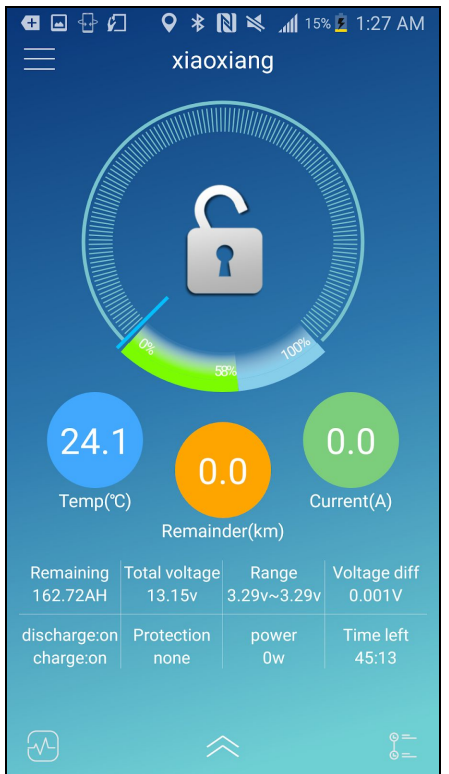 15% 1:27 AM
xiaoxiang
0% 58% 100%
24.1 0.0 0.0
Temp(℃) Remainder(km) Current(A)
Remaining Total voltage Range Voltage diff
162.72AH 13.15v 3.29v~3.29v 0.001V
discharge:on Protection power Time left
charge:on none 0w 45:13